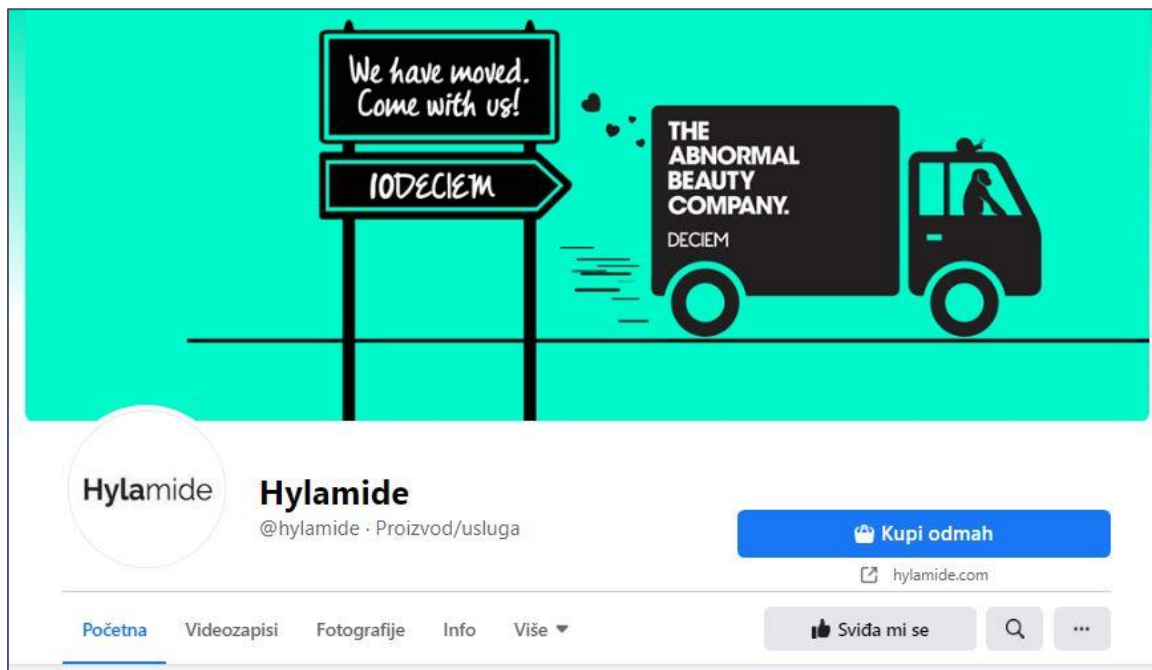 We have moved.
Come with us!
10DECIEM
THE
ABNORMAL
BEAUTY
COMPANY.
DECIEM
Hylamide
Hylamide
@hylamide · Proizvod/usluga
Kupi odmah
hylamide.com
Početna Videozapisi Fotografije Info Više
Sviđa mi se